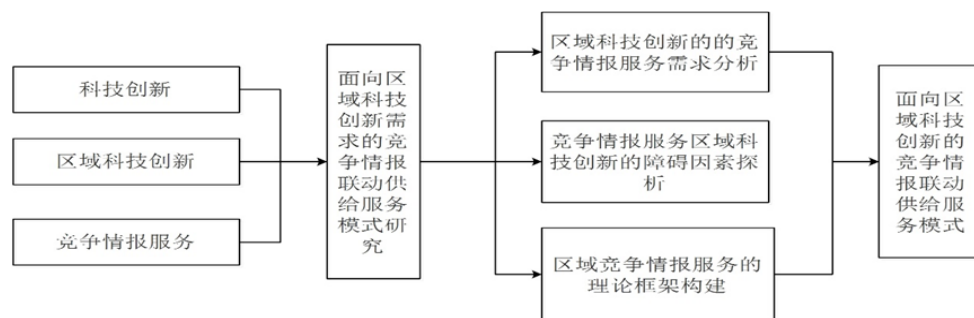 科技创新
区域科技创新
竞争情报服务
面向区
域科技
创新需
求的竞
争情报
联动供
给服务
模式研
究
区域科技创新的的竞
争情报服务需求分析
竞争情报服务区域科
技创新的障碍因素探
析
区域竞争情报服务的
理论框架构建
面向区
域科技
创新的
竞争情
报联动
供给服
务模式